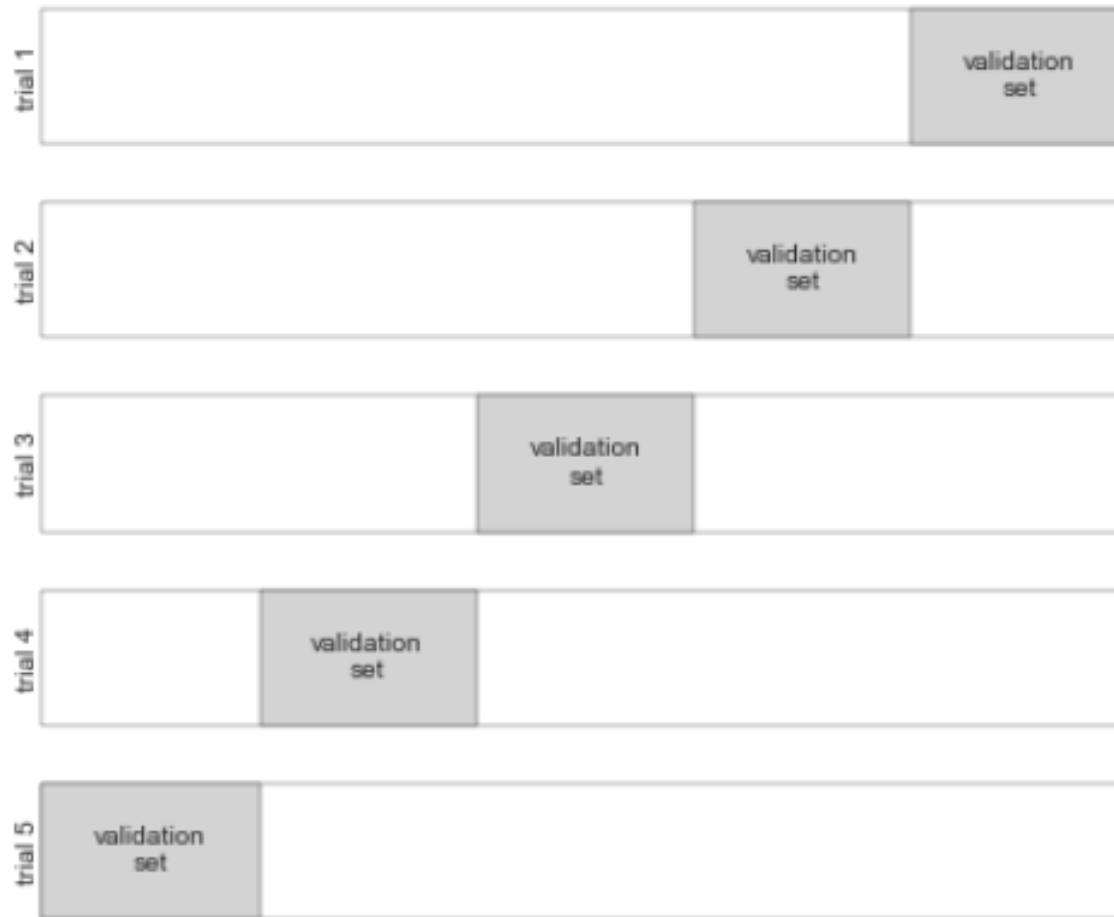 trial 1
validation
set
trial 2
validation
set
trial 3
validation
set
trial 4
validation
set
trial 5
validation
set